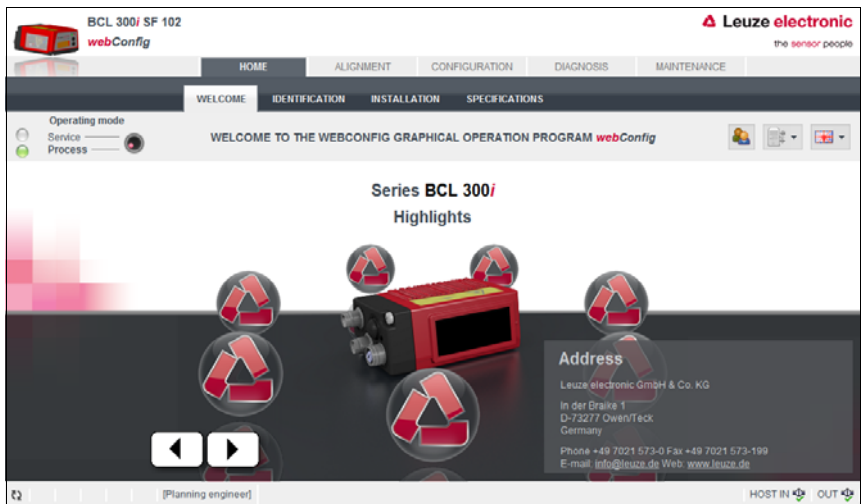 BCL 300i SF 102
webConfig
Leuze electronic
the sensor people
HOME ALIGNMENT CONFIGURATION DIAGNOSIS MAINTENANCE
WELCOME IDENTIFICATION INSTALLATION SPECIFICATIONS
Operating mode
Service
Process
WELCOME TO THE WEBCONFIG GRAPHICAL OPERATION PROGRAM webConfig
Series BCL 300i
Highlights
Address
Leuze electronic GmbH & Co. KG
In der Braike 1
D-73277 Owen/Teck
Germany
Phone +49 7021 573-0 Fax +49 7021 573-199
E-mail: info@leuze.de Web: www.leuze.de
[Planning engineer]
HOST IN OUT